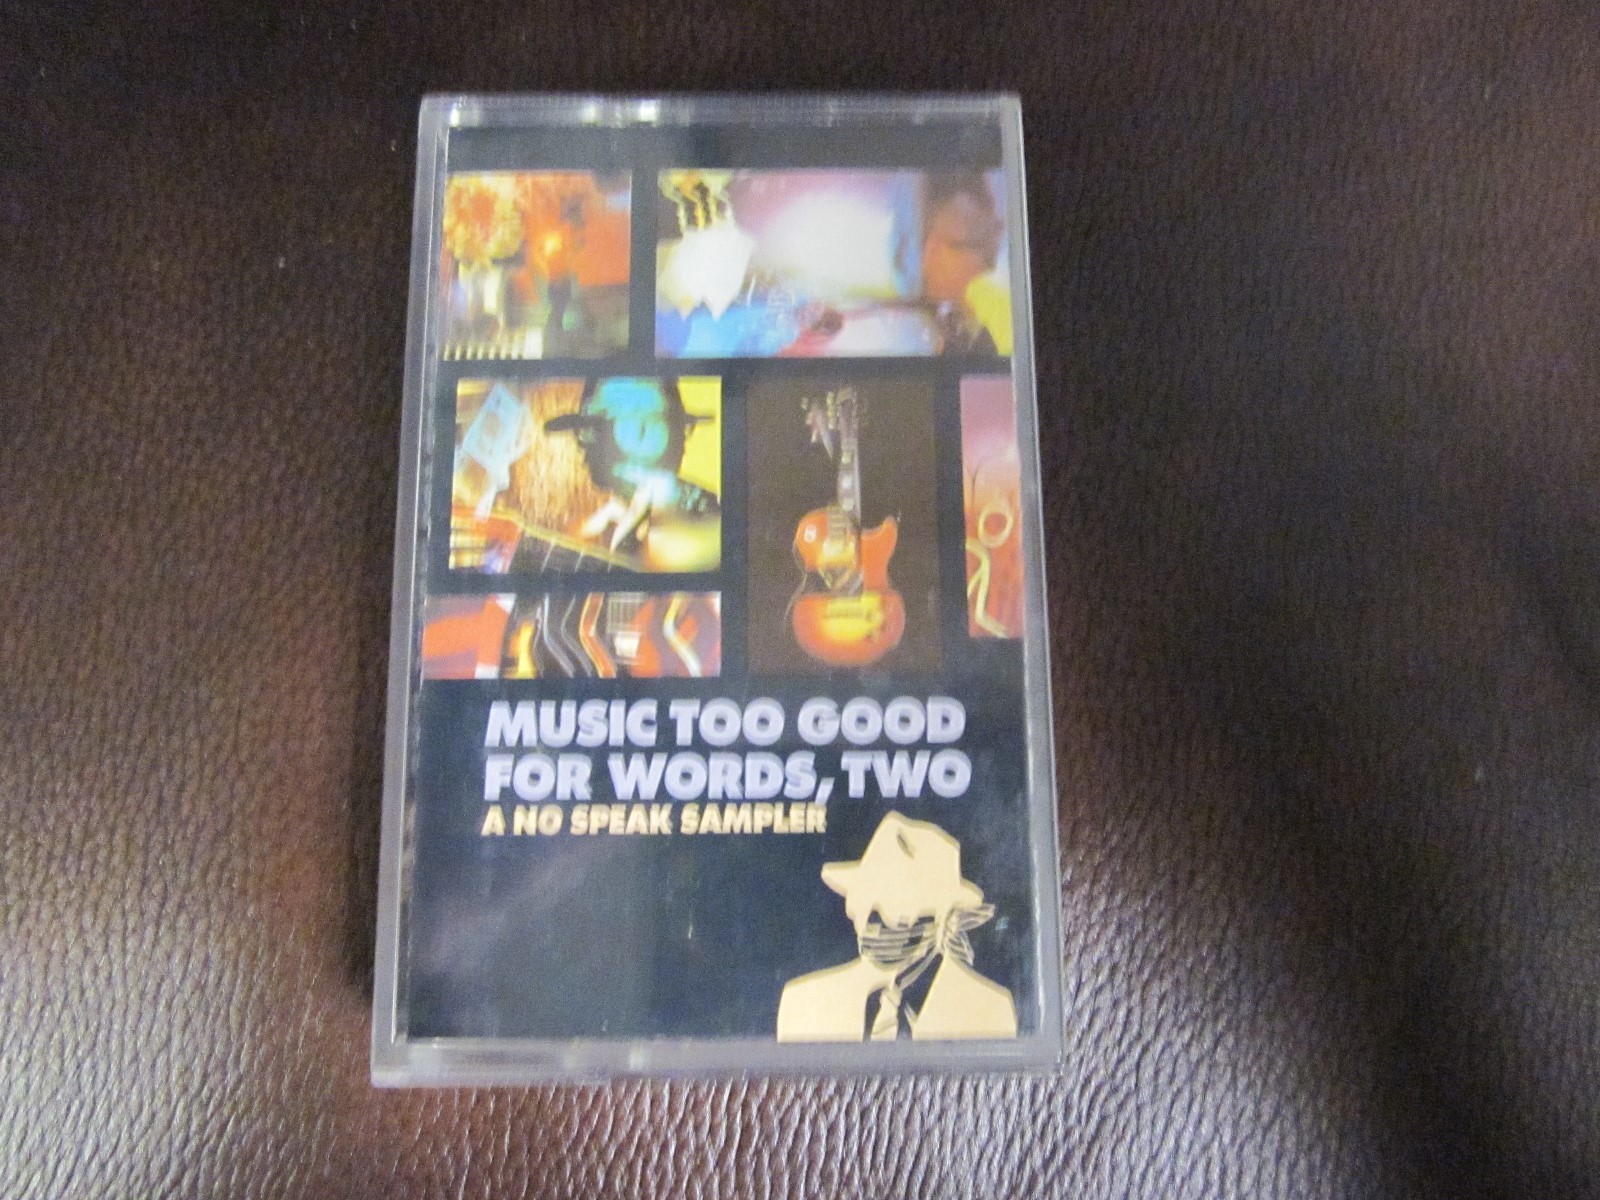 MUSIC TOO GOOD
FOR WORDS, TWO
A NO SPEAK SAMPLER